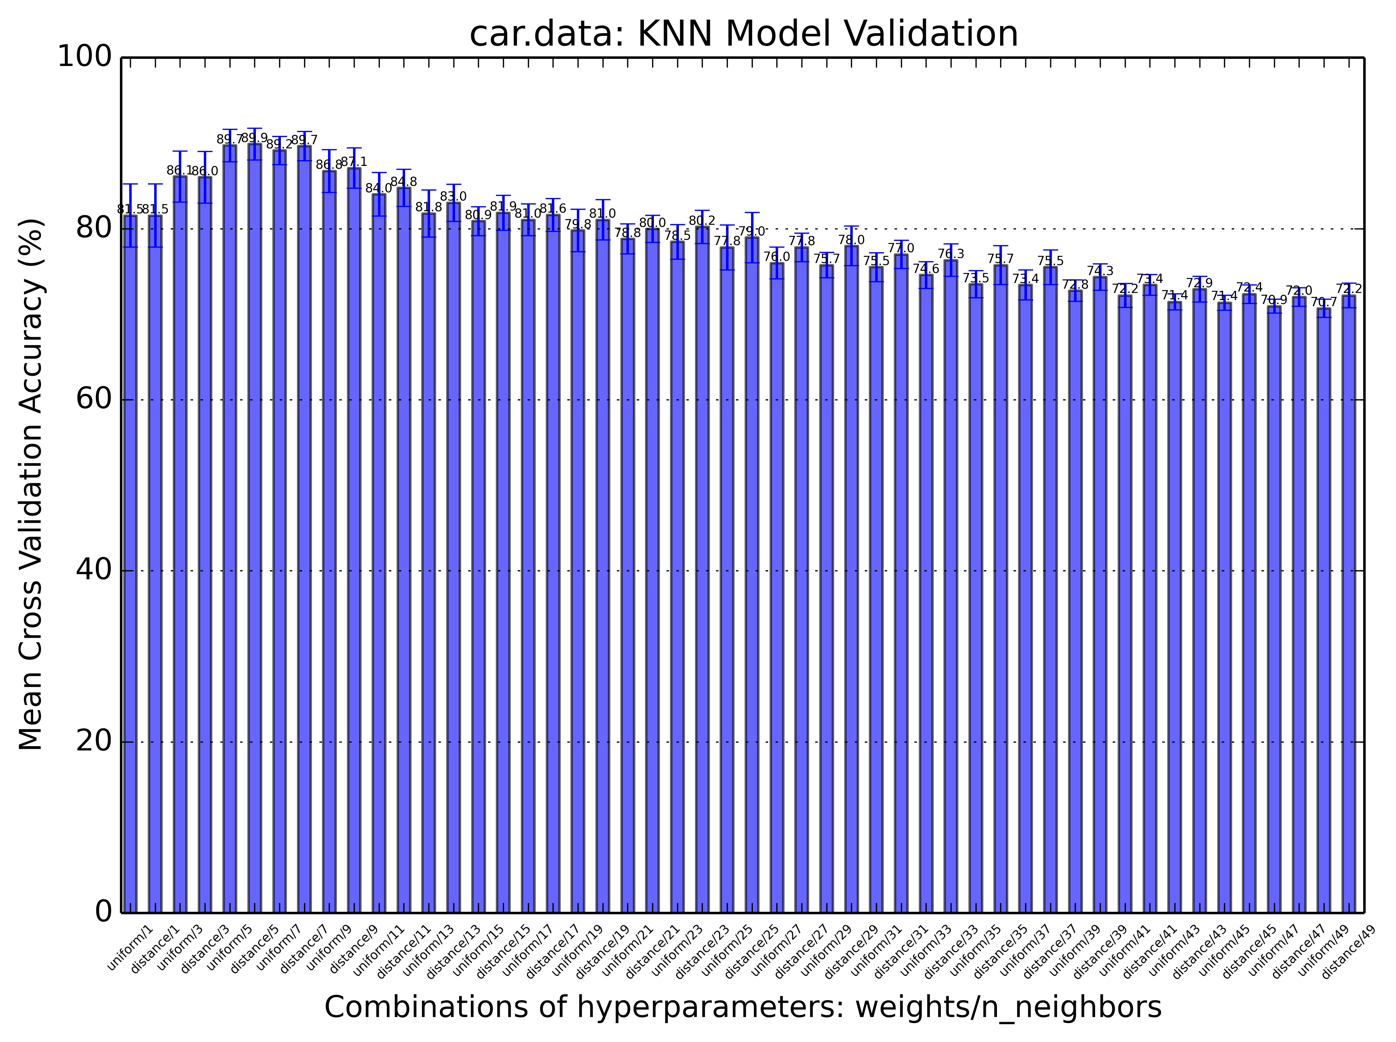 car.data: KNN Model Validation
Mean Cross Validation Accuracy (%)
100
80
60
40
20
0
81.5 81.5 86.1 86.0 89.7 89.9 89.2 89.7 86.8 87.1 84.0 84.8 81.8 83.0 80.9 81.9 81.0 81.6 79.8 81.0 78.8 80.0 78.5 80.2 77.8 79.0 76.0 77.8 75.7 78.0 75.5 77.0 74.6 76.3 73.5 75.7 73.4 75.5 72.8 74.3 72.2 73.4 71.4 72.9 71.4 72.4 70.9 72.0 70.7 72.2
uniform/1 distance/1 uniform/3 distance/3 uniform/5 distance/5 uniform/7 distance/7 uniform/9 distance/9 uniform/11 distance/11 uniform/13 distance/13 uniform/15 distance/15 uniform/17 distance/17 uniform/19 distance/19 uniform/21 distance/21 uniform/23 distance/23 uniform/25 distance/25 uniform/27 distance/27 uniform/29 distance/29 uniform/31 distance/31 uniform/33 distance/33 uniform/35 distance/35 uniform/37 distance/37 uniform/39 distance/39 uniform/41 distance/41 uniform/43 distance/43 uniform/45 distance/45 uniform/47 distance/47 uniform/49 distance/49
Combinations of hyperparameters: weights/n_neighbors